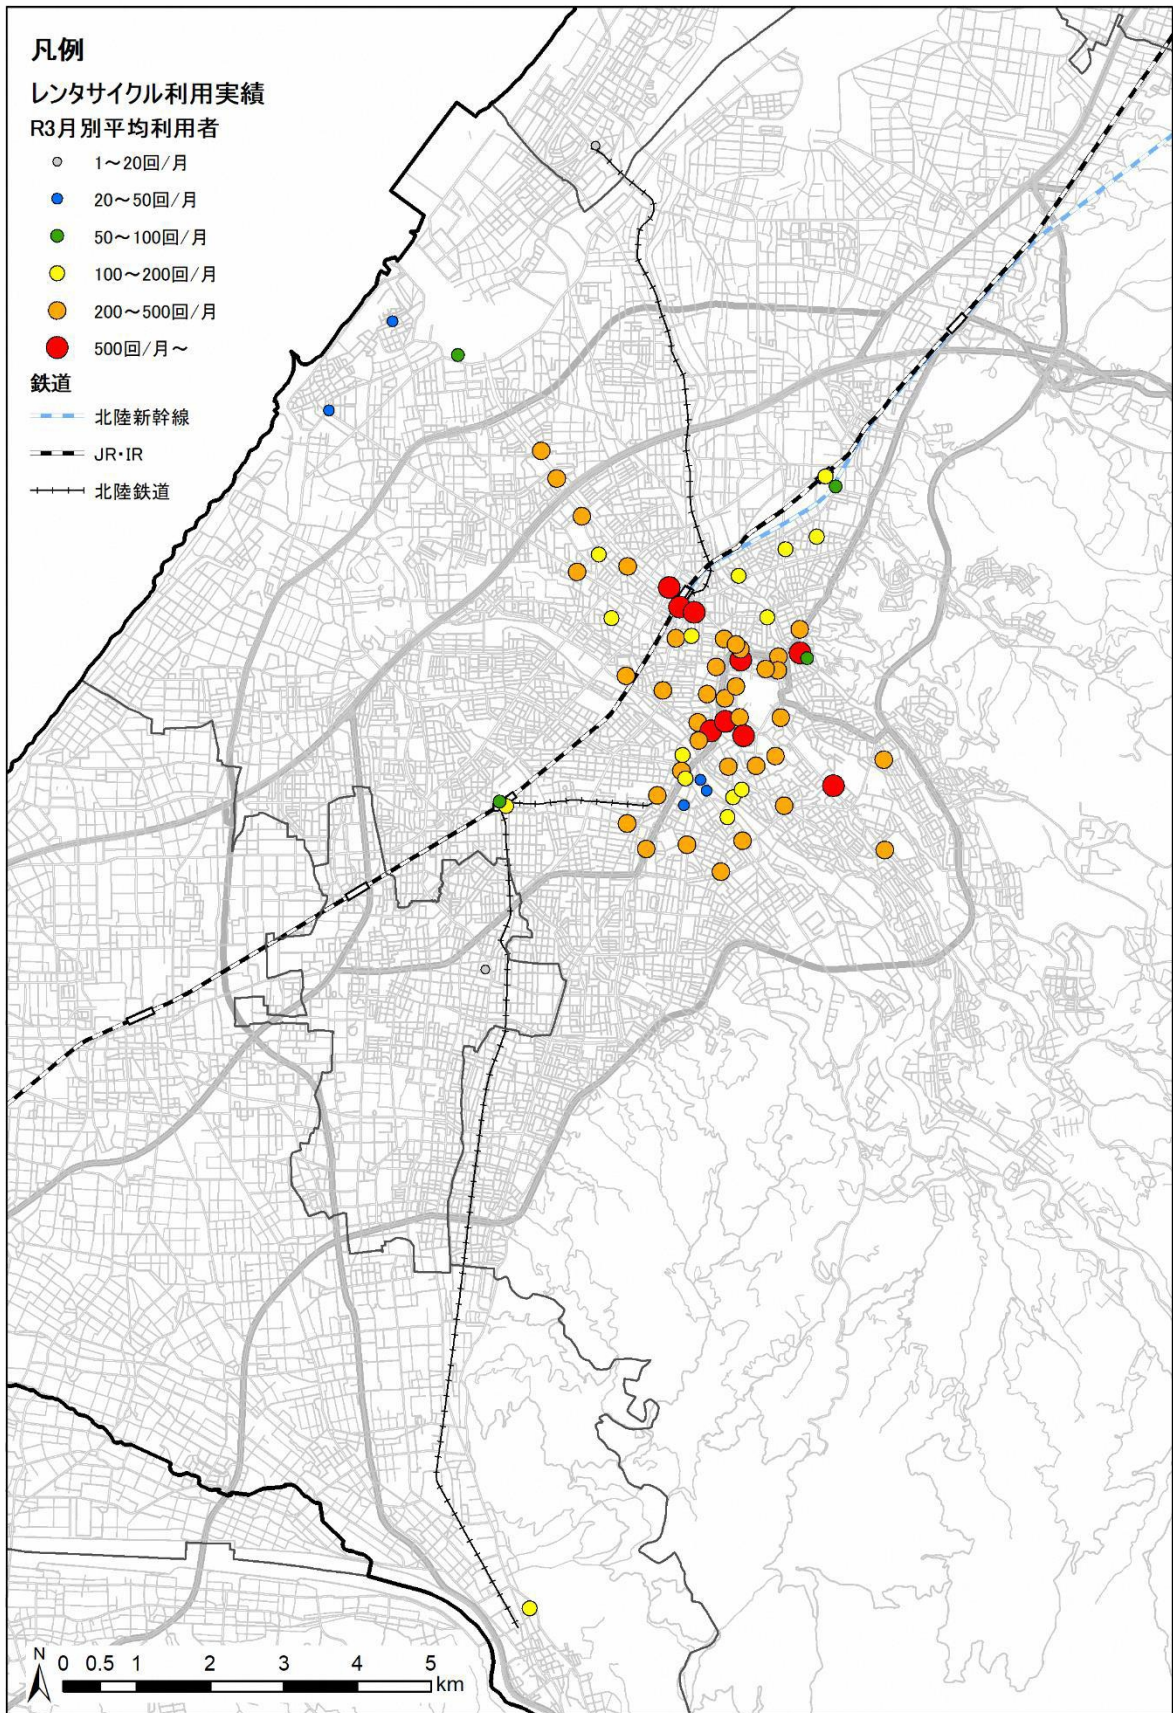 凡例
レンタサイクル利用実績
R3月別平均利用者
1～20回/月
20～50回/月
50～100回/月
100～200回/月
200～500回/月
500回/月～
鉄道
北陸新幹線
JR・IR
北陸鉄道
N 0 0.5 1 2 3 4 5
km